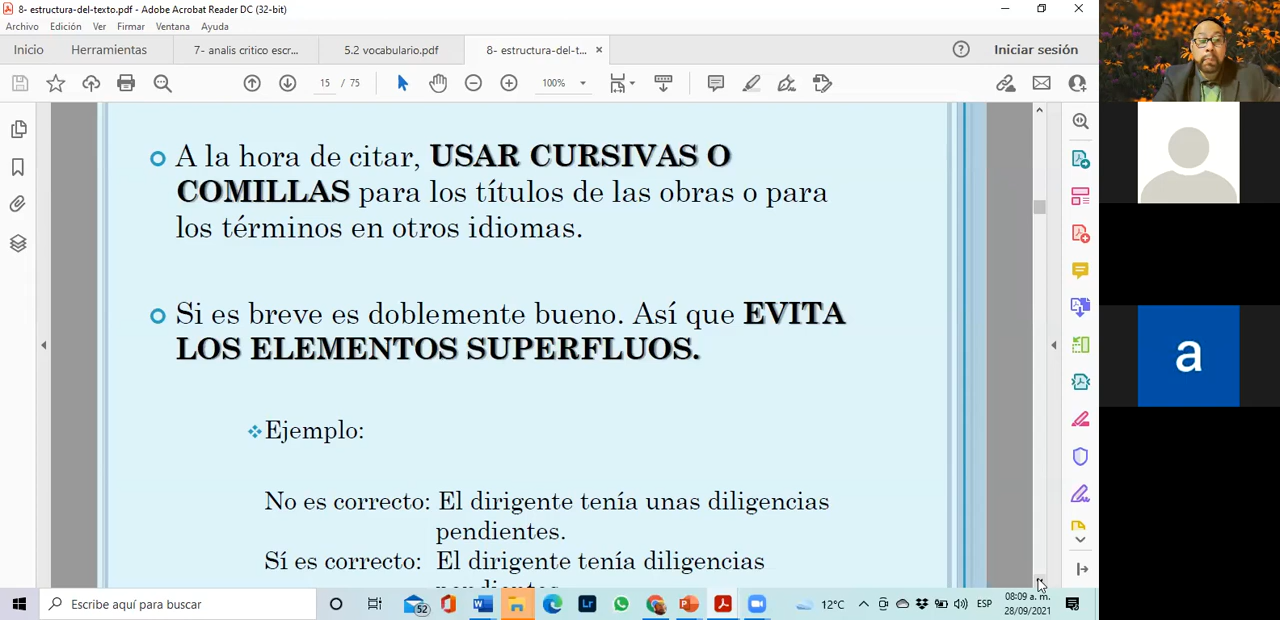 8- estructura-del-texto.pdf - Adobe Acrobat Reader DC (32-bit)
Archivo Edición Ver Firmar Ventana Ayuda
Inicio Herramientas 7- analis critico escr... 5.2 vocabulario.pdf 8- estructura-del-t... Iniciar sesión
15 / 75 100%
A la hora de citar, USAR CURSIVAS O
COMILLAS para los títulos de las obras o para
los términos en otros idiomas.
Si es breve es doblemente bueno. Así que EVITA
LOS ELEMENTOS SUPERFLUOS.
Ejemplo:
No es correcto: El dirigente tenía unas diligencias
pendientes.
Sí es correcto: El dirigente tenía diligencias
pendientes
a
Escribe aquí para buscar
52
12°C
ESP
08:09 a. m.
28/09/2021